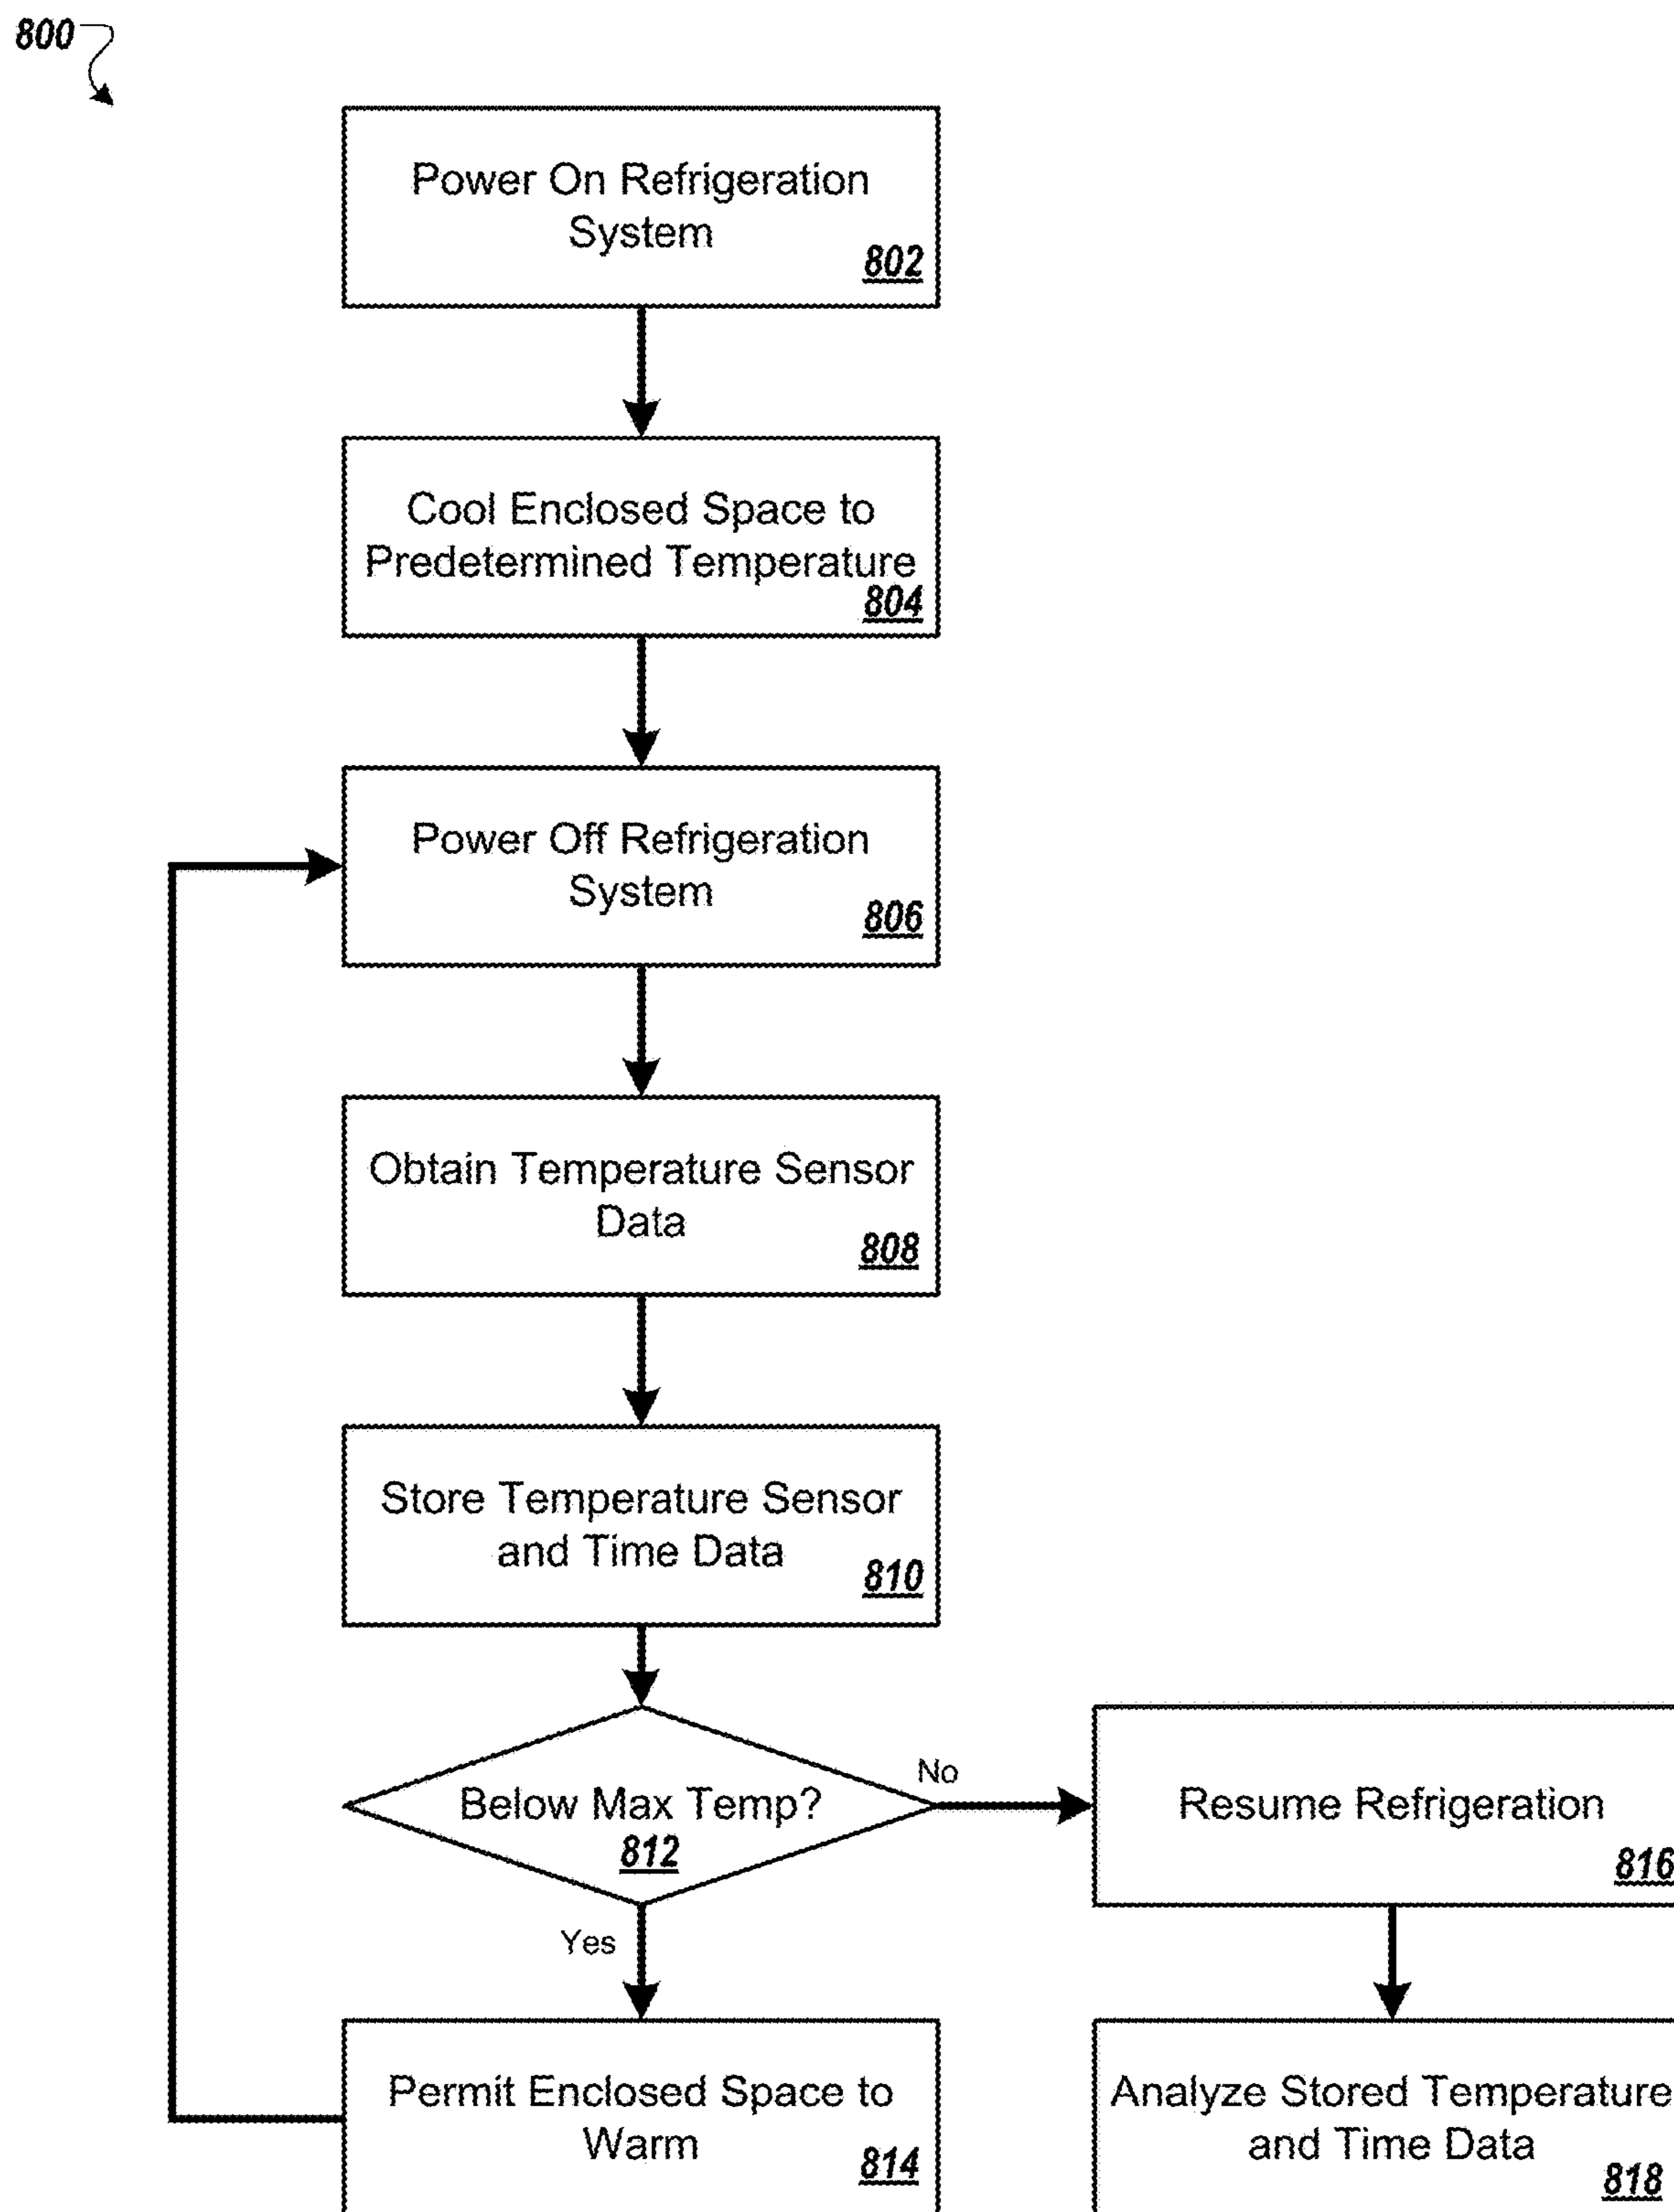 800
Power On Refrigeration
System
802
Cool Enclosed Space to
Predetermined Temperature
804
Power Off Refrigeration
System
806
Obtain Temperature Sensor
Data
808
Store Temperature Sensor
and Time Data
810
Below Max Temp?
812
No
Yes
Resume Refrigeration
816
Permit Enclosed Space to
Warm
814
Analyze Stored Temperature
and Time Data
818